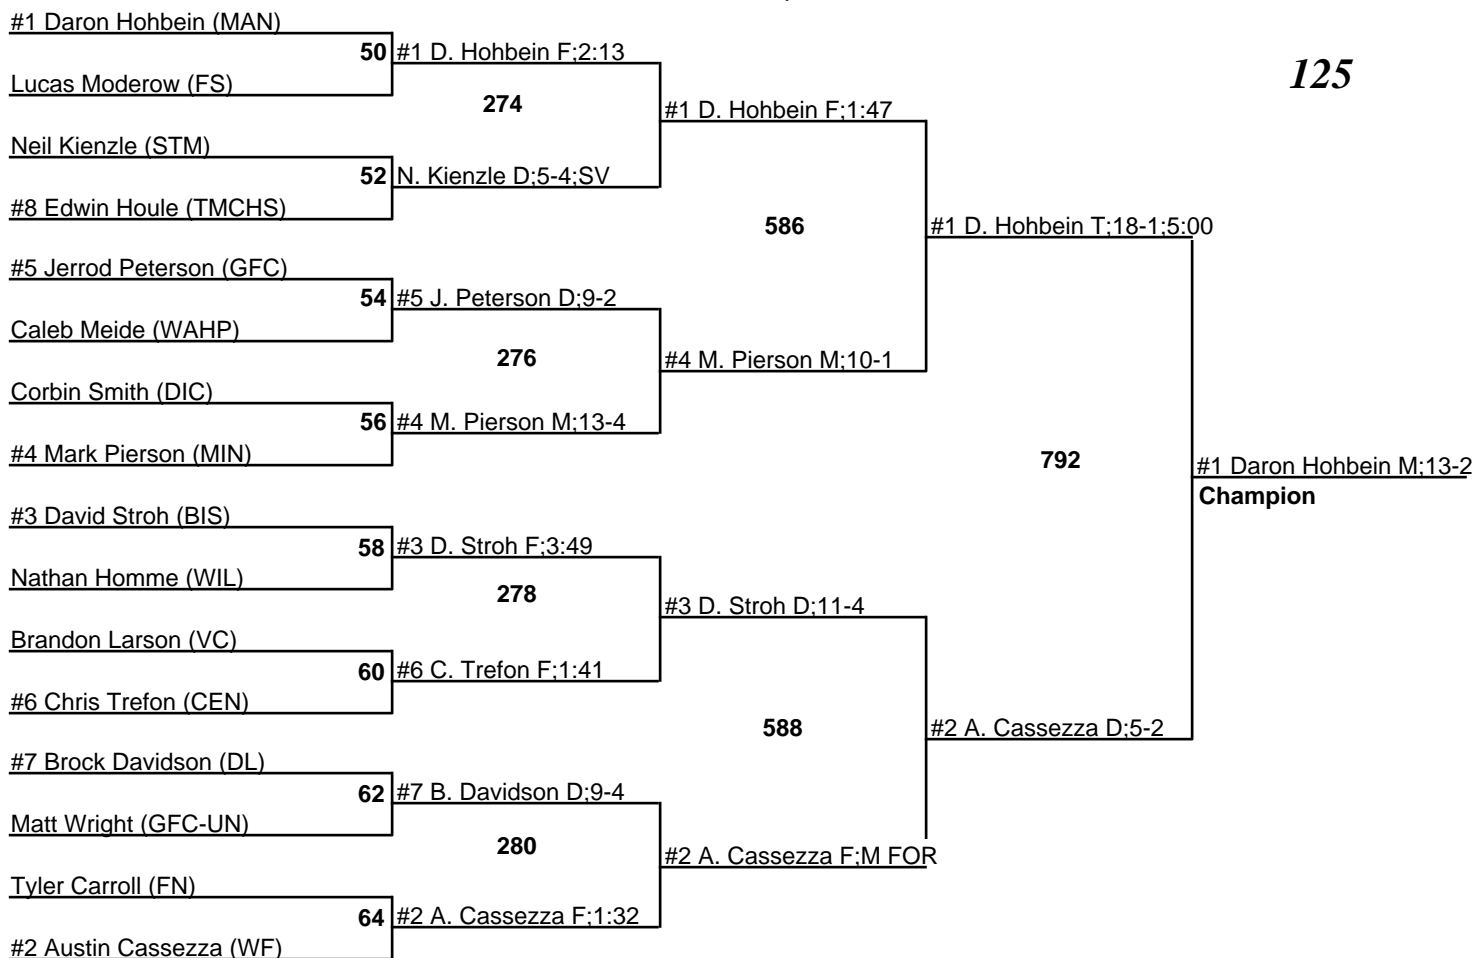 #1 Daron Hohbein (MAN)
50 #1 D. Hohbein F;2:13
125
Lucas Moderow (FS)
274
#1 D. Hohbein F;1:47
Neil Kienzle (STM)
52 N. Kienzle D;5-4;SV
#8 Edwin Houle (TMCHS)
586
#1 D. Hohbein T;18-1;5:00
#5 Jerrod Peterson (GFC)
54 #5 J. Peterson D;9-2
Caleb Meide (WAHP)
276
#4 M. Pierson M;10-1
Corbin Smith (DIC)
56 #4 M. Pierson M;13-4
#4 Mark Pierson (MIN)
792
#1 Daron Hohbein M;13-2
Champion
#3 David Stroh (BIS)
58 #3 D. Stroh F;3:49
Nathan Homme (WIL)
278
#3 D. Stroh D;11-4
Brandon Larson (VC)
60 #6 C. Trefon F;1:41
#6 Chris Trefon (CEN)
588
#2 A. Cassezza D;5-2
#7 Brock Davidson (DL)
62 #7 B. Davidson D;9-4
Matt Wright (GFC-UN)
280
#2 A. Cassezza F;M FOR
Tyler Carroll (FN)
64 #2 A. Cassezza F;1:32
#2 Austin Cassezza (WF)